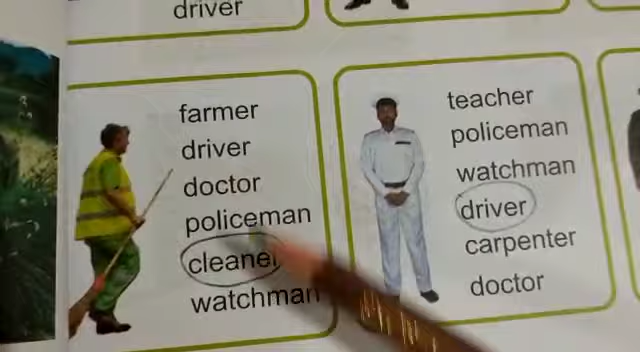 driver
farmer
driver
doctor
policeman
cleaner
watchman
teacher
policeman
watchman
driver
carpenter
doctor